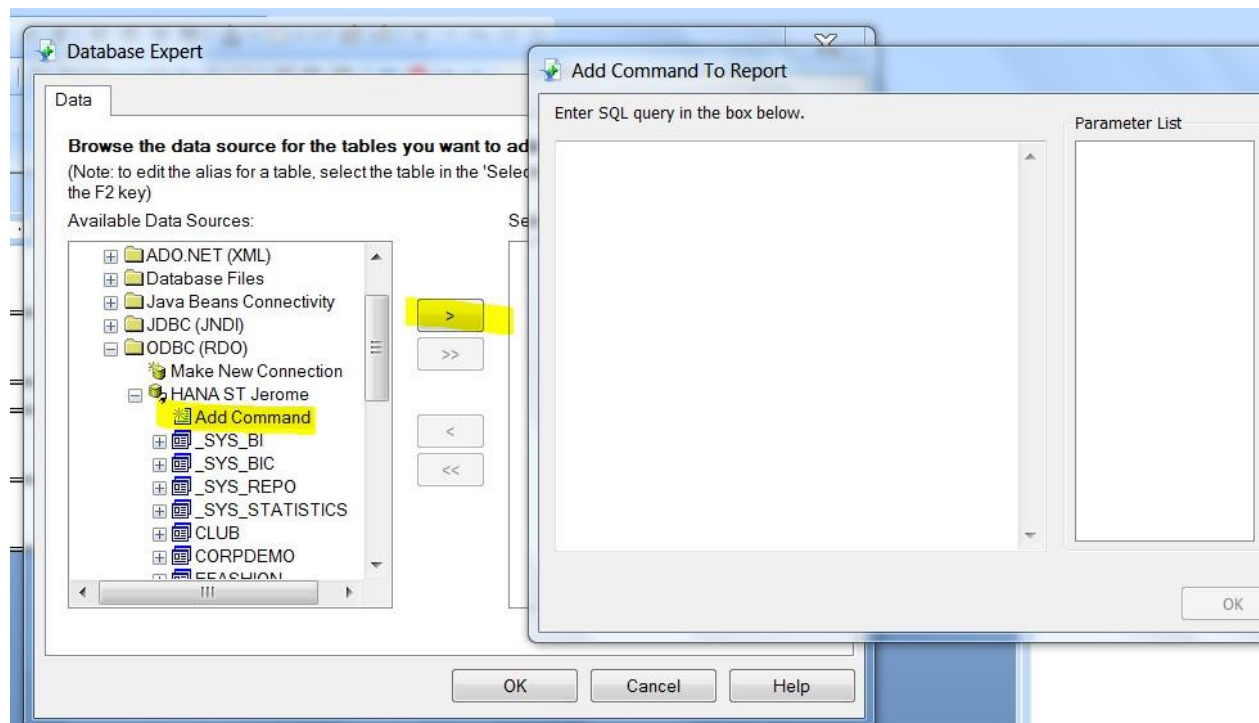 Database Expert
Data
Browse the data source for the tables you want to ad
(Note: to edit the alias for a table, select the table in the 'Selec
the F2 key)
Available Data Sources:
Se
ADO.NET (XML)
Database Files
Java Beans Connectivity
JDBC (JNDI)
ODBC (RDO)
Make New Connection
HANA ST Jerome
Add Command
_SYS_BI
_SYS_BIC
_SYS_REPO
_SYS_STATISTICS
CLUB
CORPDEMO
EFASHION
>
>>
<
<<
OK
Cancel
Help
Add Command To Report
Enter SQL query in the box below.
Parameter List
OK